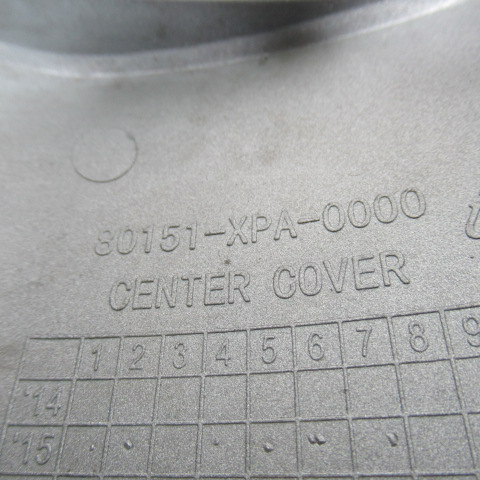 80151-XPA-0000
CENTER COVER
1 2 3 4 5 6 7 8 9
'14
'15